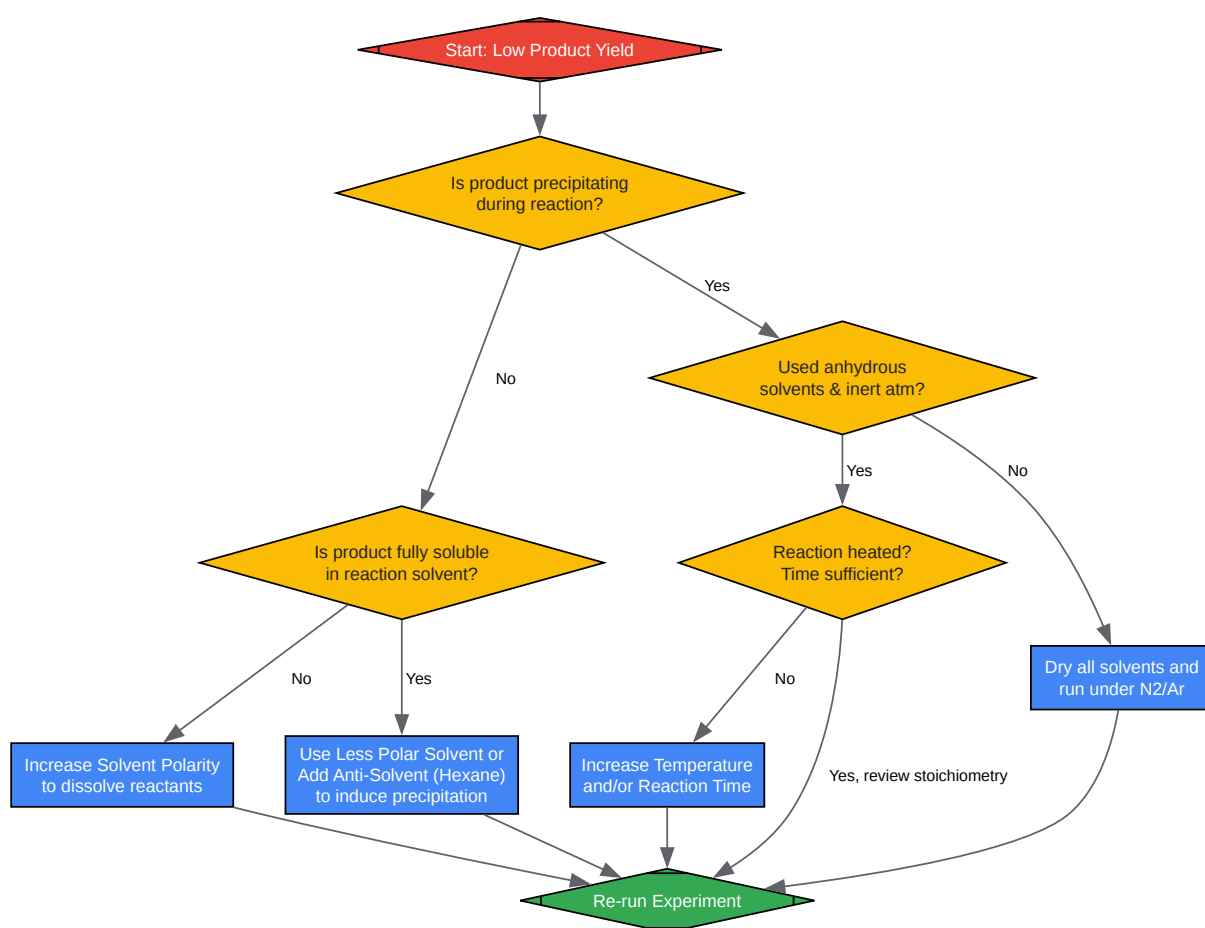 Start: Low Product Yield
Is product precipitating
during reaction?
Yes
No
Used anhydrous
solvents & inert atm?
Yes
No
Is product fully soluble
in reaction solvent?
Reaction heated?
Time sufficient?
No
Yes
No
Yes, review stoichiometry
Dry all solvents and
run under N2/Ar
Increase Solvent Polarity
to dissolve reactants
Use Less Polar Solvent or
Add Anti-Solvent (Hexane)
to induce precipitation
Increase Temperature
and/or Reaction Time
Re-run Experiment